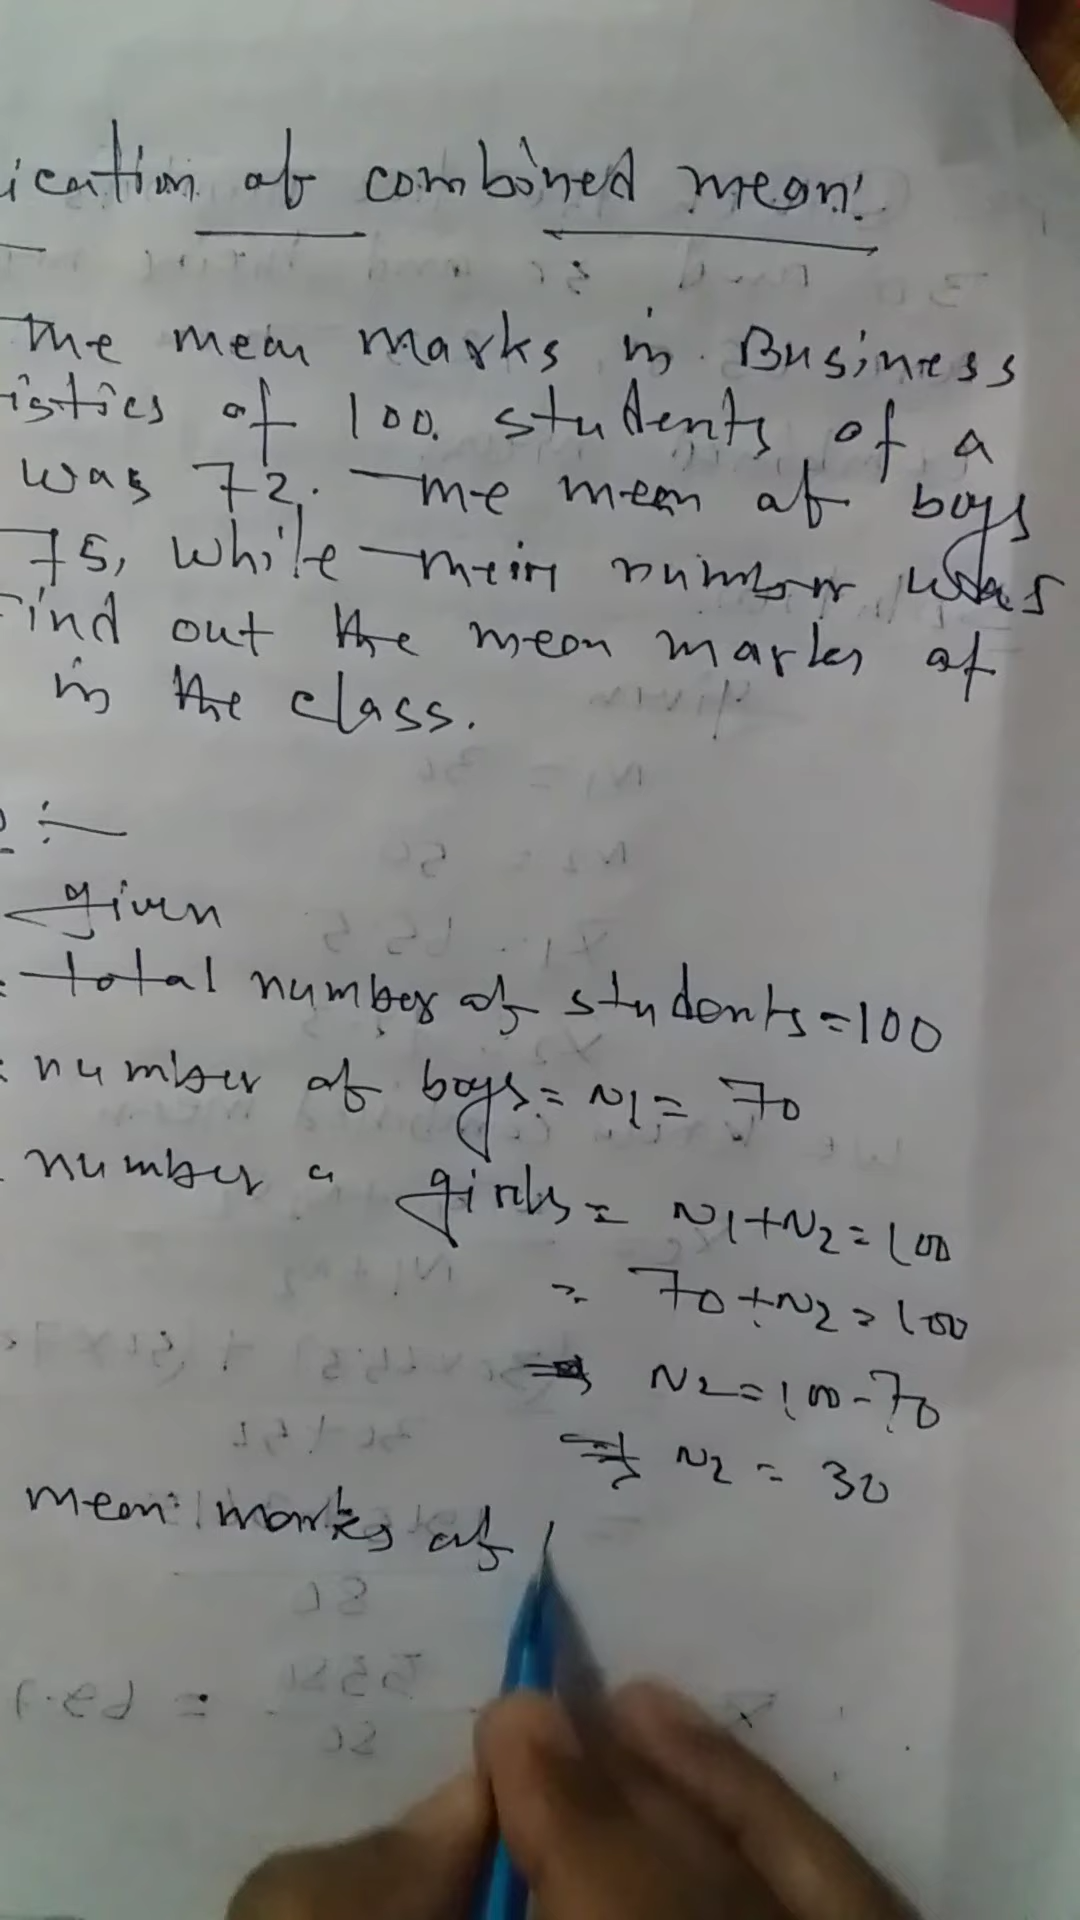 ication of combined mean:
The mean marks in Business
istics of 100 students of a
was 72. The mean of boys
75, while their number was
Find out the mean marks of
in the class.
:-
given
total number of students = 100
number of boys = N1 = 70
number " girls = N1+N2 = 100
= 70+N2 = 100
⇒ N2 = 100-70
⇒ N2 = 30
mean marks of